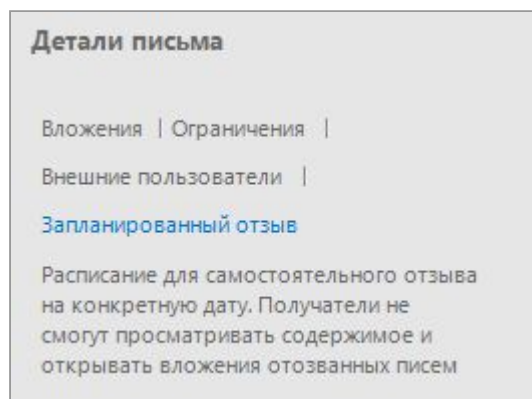 Детали письма
Вложения | Ограничения |
Внешние пользователи |
Запланированный отзыв
Расписание для самостоятельного отзыва
на конкретную дату. Получатели не
смогут просматривать содержимое и
открывать вложения отозванных писем